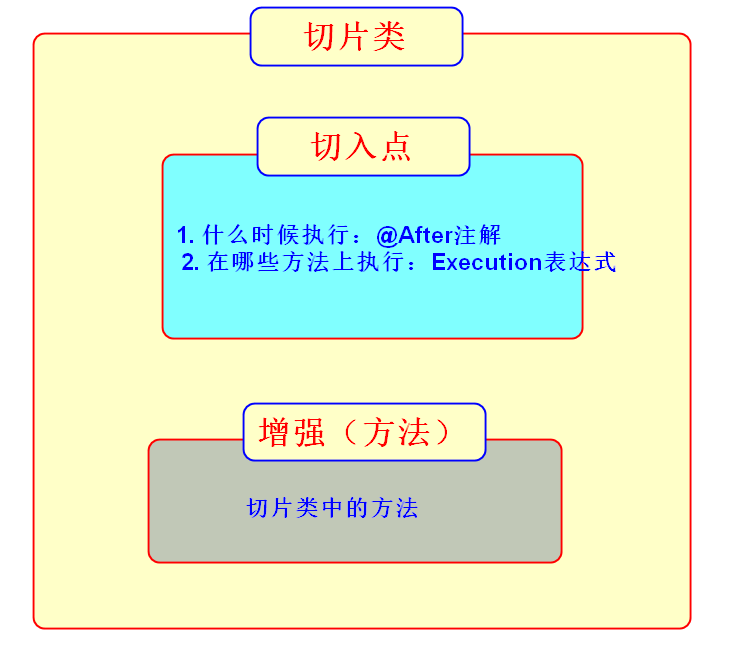 切片类
切入点
1. 什么时候执行：@After注解
2. 在哪些方法上执行：Execution表达式
增强（方法）
切片类中的方法